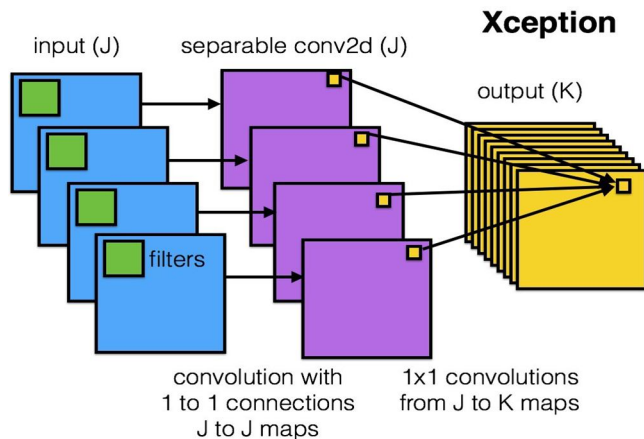 Xception
input (J)
separable conv2d (J)
output (K)
filters
convolution with
1 to 1 connections
J to J maps
1x1 convolutions
from J to K maps